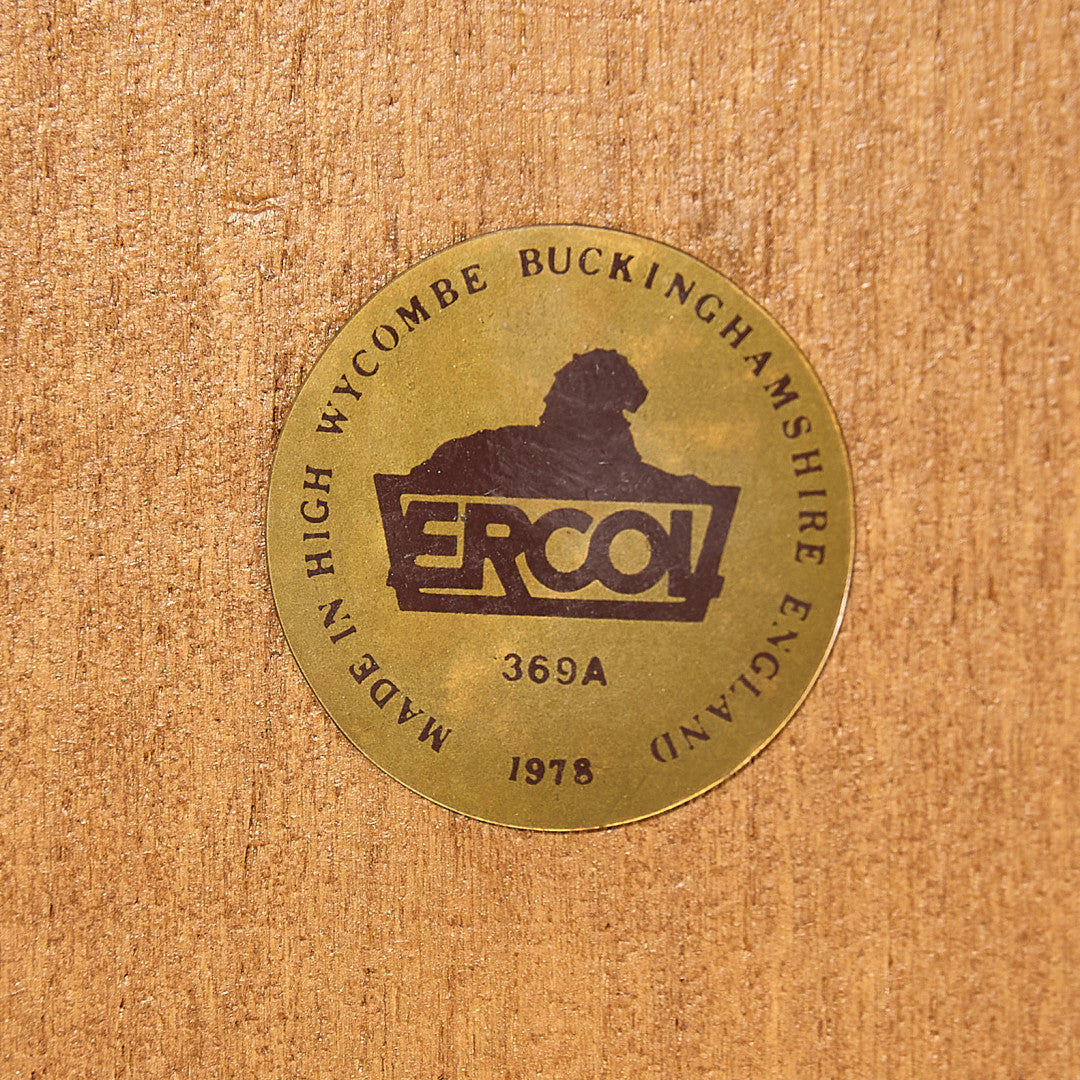 MADE IN HIGH WYCOMBE BUCKINGHAMSHIRE ENGLAND
ERCOL
369A
1978